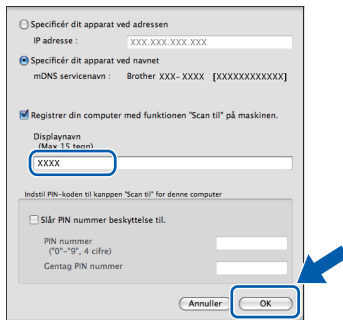 Specificér dit apparat ved adressen
IP adresse :
XXX.XXX.XXX.XXX
Specificér dit apparat ved navnet
mDNS servicenavn : Brother XXX-XXXX [XXXXXXXXXXXX]
Registrer din computer med funktionen "Scan til" på maskinen.
Displaynavn
(Max 15 tegn)
XXXX
Indstil PIN-koden til kanppen "Scan til" for denne computer
Slår PIN nummer beskyttelse til.
PIN nummer
("0"-"9", 4 cifre)
Gentag PIN nummer
Annuller
OK